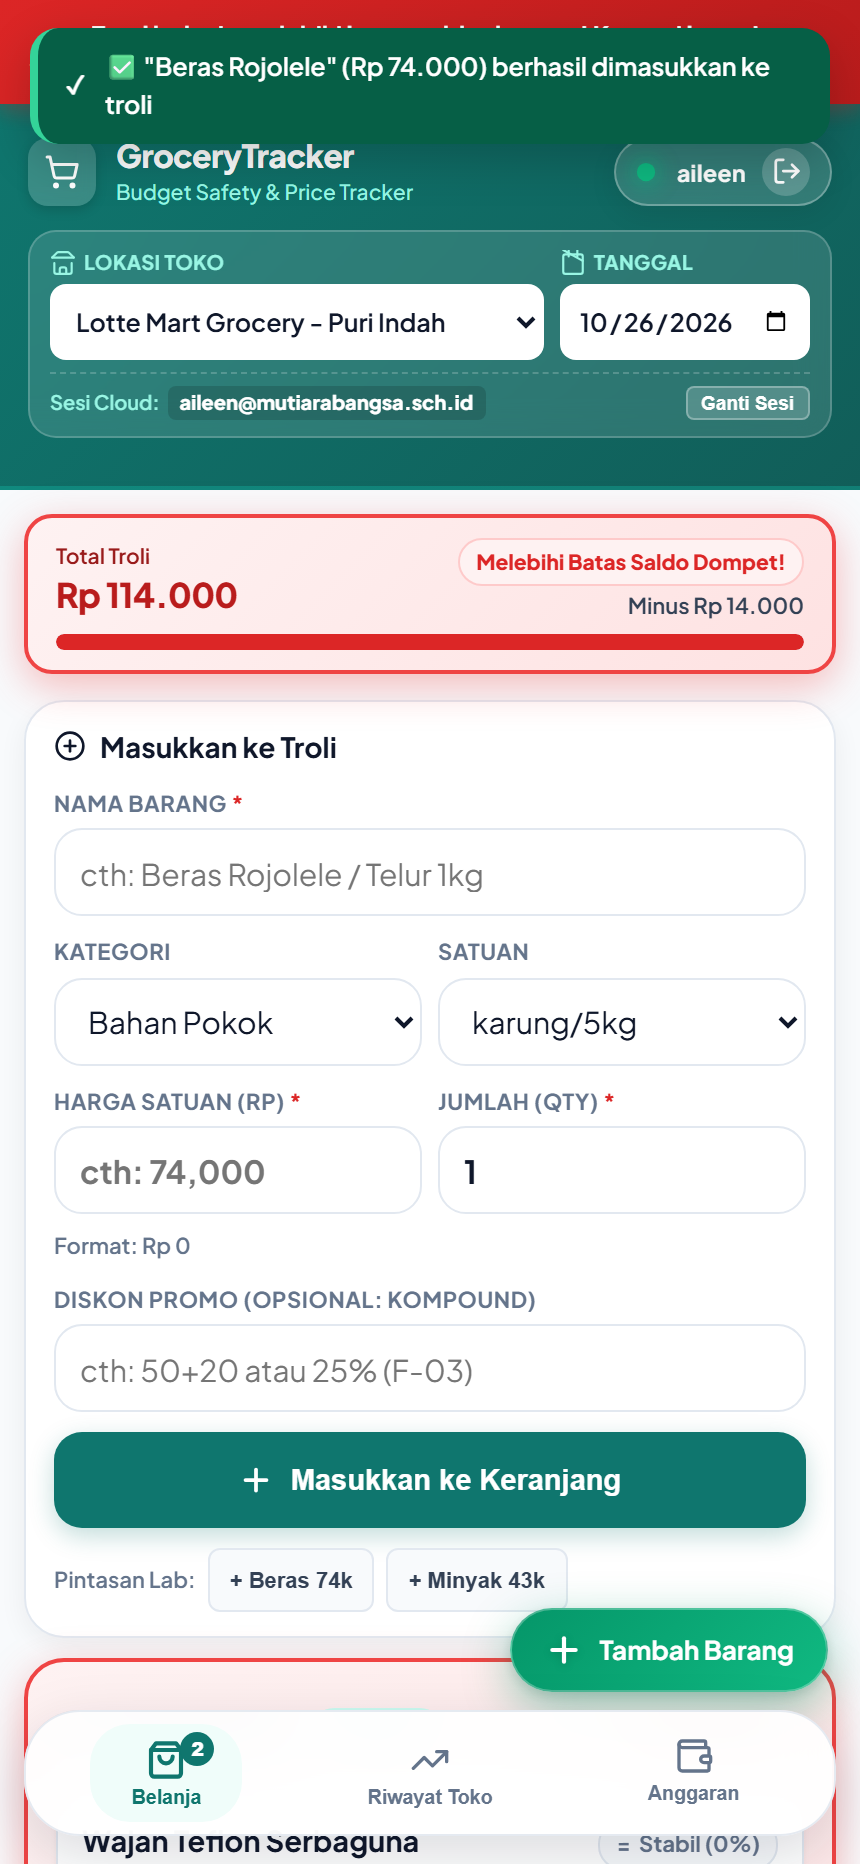 ✓ ✅ "Beras Rojolele" (Rp 74.000) berhasil dimasukkan ke
troli
GroceryTracker
Budget Safety & Price Tracker
aileen
LOKASI TOKO
TANGGAL
Lotte Mart Grocery - Puri Indah
10/26/2026
Sesi Cloud: aileen@mutiarabangsa.sch.id
Ganti Sesi
Total Troli
Melebihi Batas Saldo Dompet!
Rp 114.000
Minus Rp 14.000
Masukkan ke Troli
NAMA BARANG *
cth: Beras Rojolele / Telur 1kg
KATEGORI
SATUAN
Bahan Pokok
karung/5kg
HARGA SATUAN (RP) *
JUMLAH (QTY) *
cth: 74,000
1
Format: Rp 0
DISKON PROMO (OPSIONAL: KOMPOUND)
cth: 50+20 atau 25% (F-03)
+ Masukkan ke Keranjang
Pintasan Lab:
+ Beras 74k
+ Minyak 43k
+ Tambah Barang
2
Belanja
Riwayat Toko
Anggaran
Wajan Teflon Serbaguna
= Stabil (0%)